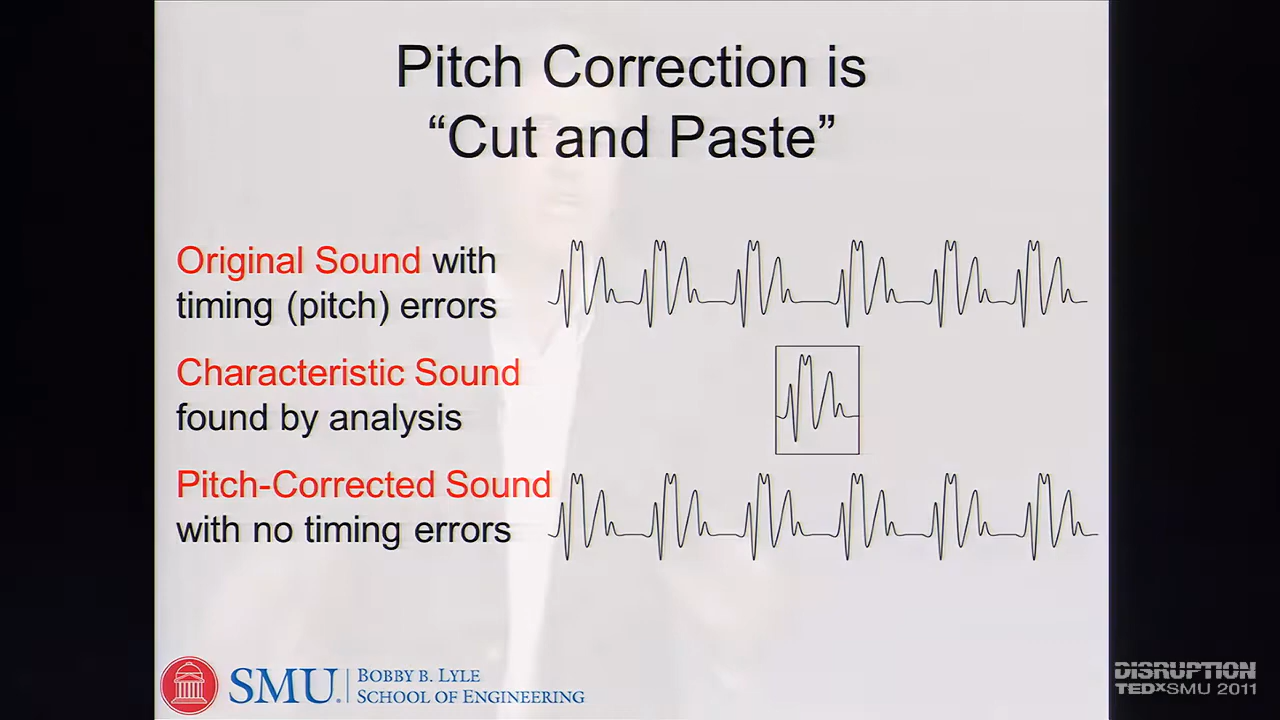 Pitch Correction is
“Cut and Paste”
Original Sound with
timing (pitch) errors
Characteristic Sound
found by analysis
Pitch-Corrected Sound
with no timing errors
SMU.
BOBBY B. LYLE
SCHOOL OF ENGINEERING
DISRUPTION
TEDxSMU 2011